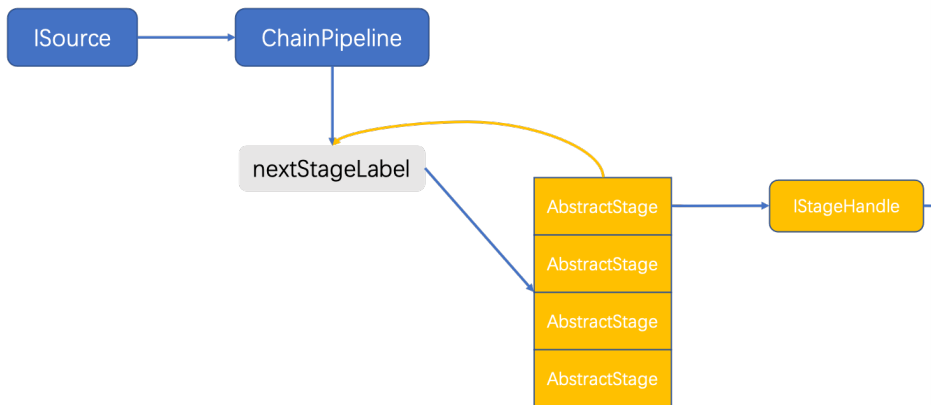 ISource
ChainPipeline
nextStageLabel
AbstractStage
IStageHandle
AbstractStage
AbstractStage
AbstractStage